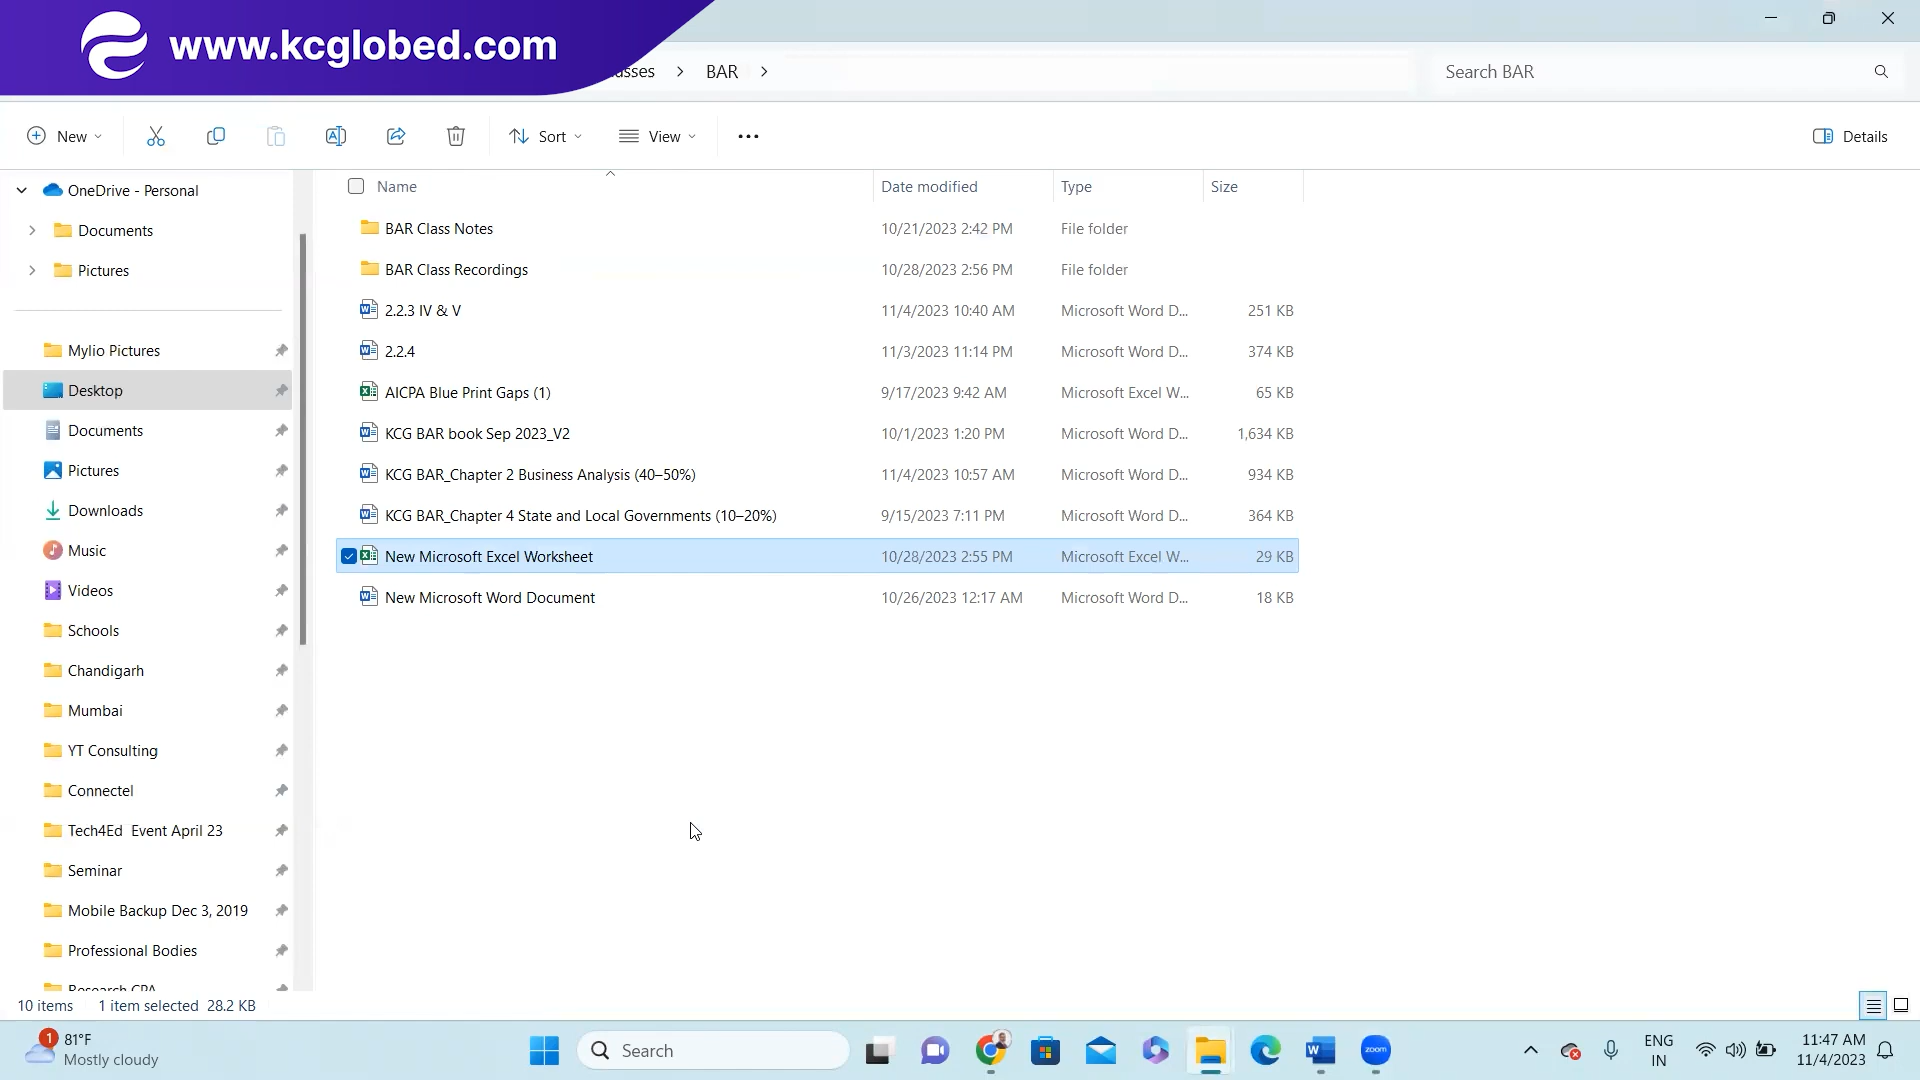 www.kcglobed.com
BAR
Search BAR
New
Sort
View
Details
Name
Date modified
Type
Size
OneDrive - Personal
Documents
Pictures
Mylio Pictures
Desktop
Documents
Pictures
Downloads
Music
Videos
Schools
Chandigarh
Mumbai
YT Consulting
Connectel
Tech4Ed Event April 23
Seminar
Mobile Backup Dec 3, 2019
Professional Bodies
Research CPA
BAR Class Notes 10/21/2023 2:42 PM File folder
BAR Class Recordings 10/28/2023 2:56 PM File folder
2.2.3 IV & V 11/4/2023 10:40 AM Microsoft Word D... 251 KB
2.2.4 11/3/2023 11:14 PM Microsoft Word D... 374 KB
AICPA Blue Print Gaps (1) 9/17/2023 9:42 AM Microsoft Excel W... 65 KB
KCG BAR book Sep 2023_V2 10/1/2023 1:20 PM Microsoft Word D... 1,634 KB
KCG BAR_Chapter 2 Business Analysis (40–50%) 11/4/2023 10:57 AM Microsoft Word D... 934 KB
KCG BAR_Chapter 4 State and Local Governments (10–20%) 9/15/2023 7:11 PM Microsoft Word D... 364 KB
New Microsoft Excel Worksheet 10/28/2023 2:55 PM Microsoft Excel W... 29 KB
New Microsoft Word Document 10/26/2023 12:17 AM Microsoft Word D... 18 KB
10 items 1 item selected 28.2 KB
1
81°F
Mostly cloudy
Search
zoom
ENG
IN
11:47 AM
11/4/2023